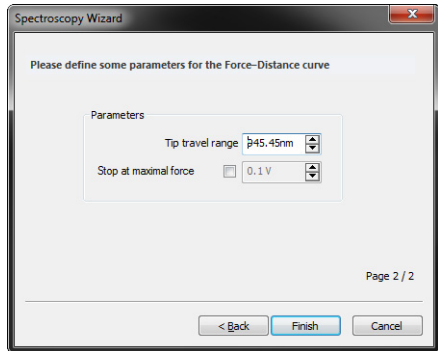 Spectroscopy Wizard
Please define some parameters for the Force-Distance curve
Parameters
Tip travel range 945.45nm
Stop at maximal force 0.1 V
Page 2 / 2
< Back Finish Cancel